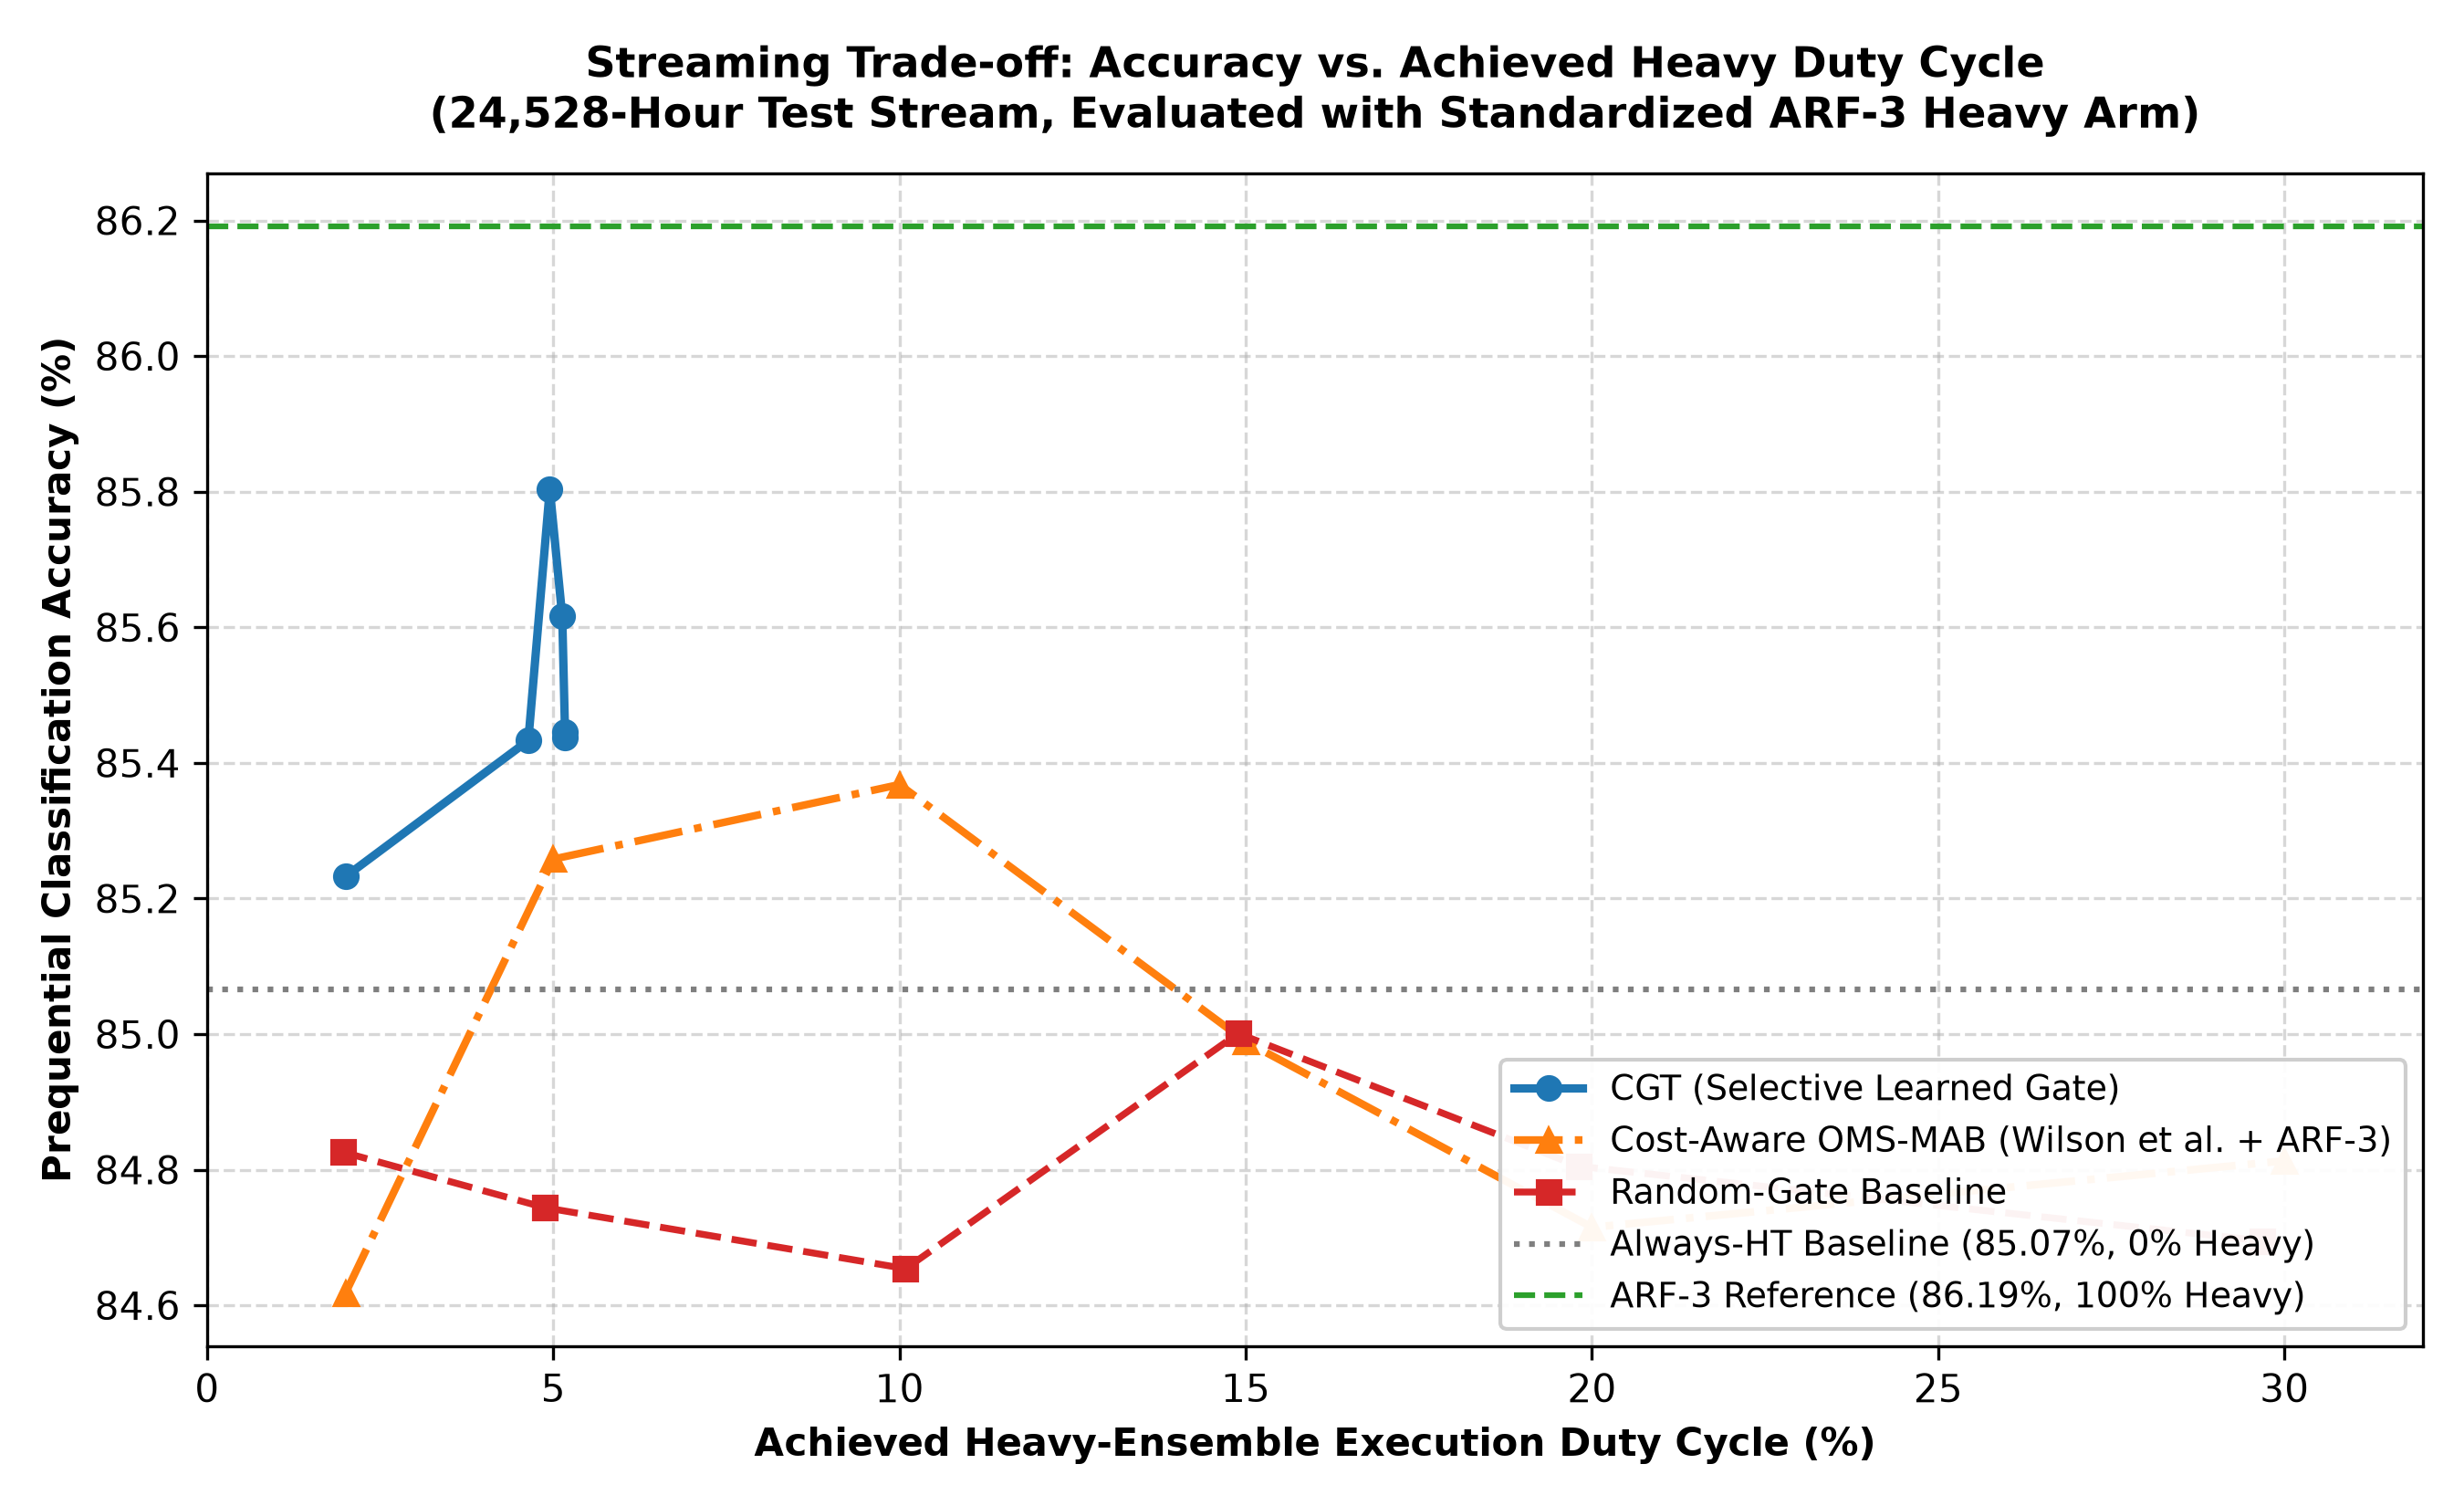 Streaming Trade-off: Accuracy vs. Achieved Heavy Duty Cycle
(24,528-Hour Test Stream, Evaluated with Standardized ARF-3 Heavy Arm)
Prequential Classification Accuracy (%)
86.2
86.0
85.8
85.6
85.4
85.2
85.0
84.8
84.6
CGT (Selective Learned Gate)
Cost-Aware OMS-MAB (Wilson et al. + ARF-3)
Random-Gate Baseline
Always-HT Baseline (85.07%, 0% Heavy)
ARF-3 Reference (86.19%, 100% Heavy)
0 5 10 15 20 25 30
Achieved Heavy-Ensemble Execution Duty Cycle (%)